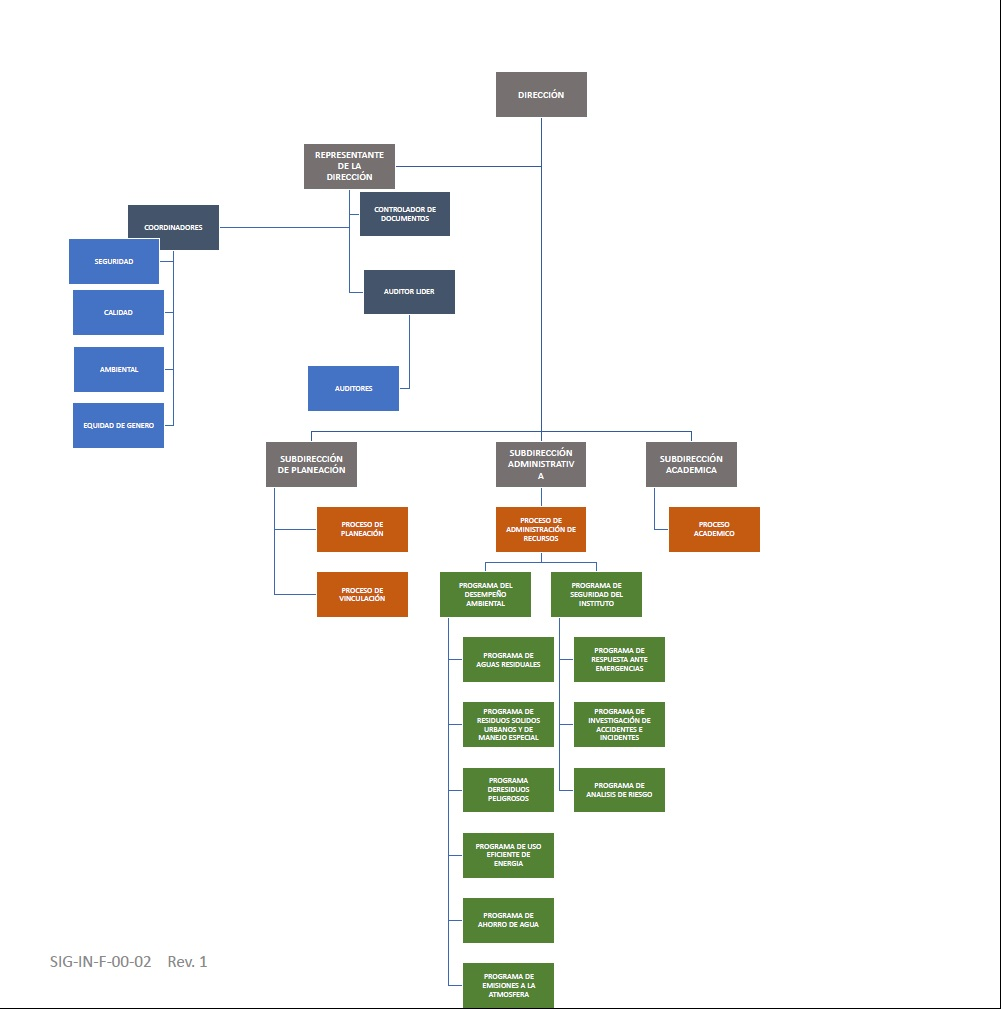 DIRECCIÓN
REPRESENTANTE
DE LA
DIRECCIÓN
CONTROLADOR DE
DOCUMENTOS
COORDINADORES
SEGURIDAD
CALIDAD
AMBIENTAL
EQUIDAD DE GENERO
AUDITOR LIDER
AUDITORES
SUBDIRECCIÓN
DE PLANEACIÓN
PROCESO DE
PLANEACIÓN
PROCESO DE
VINCULACIÓN
SUBDIRECCIÓN
ADMINISTRATIV
A
PROCESO DE
ADMINISTRACIÓN DE
RECURSOS
PROGRAMA DEL
DESEMPEÑO
AMBIENTAL
PROGRAMA DE
AGUAS RESIDUALES
PROGRAMA DE
RESIDUOS SOLIDOS
URBANOS Y DE
MANEJO ESPECIAL
PROGRAMA
DERESIDUOS
PELIGROSOS
PROGRAMA DE USO
EFICIENTE DE
ENERGIA
PROGRAMA DE
AHORRO DE AGUA
PROGRAMA DE
EMISIONES A LA
ATMOSFERA
PROGRAMA DE
SEGURIDAD DEL
INSTITUTO
PROGRAMA DE
RESPUESTA ANTE
EMERGENCIAS
PROGRAMA DE
INVESTIGACIÓN DE
ACCIDENTES E
INCIDENTES
PROGRAMA DE
ANALISIS DE RIESGO
SUBDIRECCIÓN
ACADEMICA
PROCESO
ACADEMICO
SIG-IN-F-00-02 Rev. 1